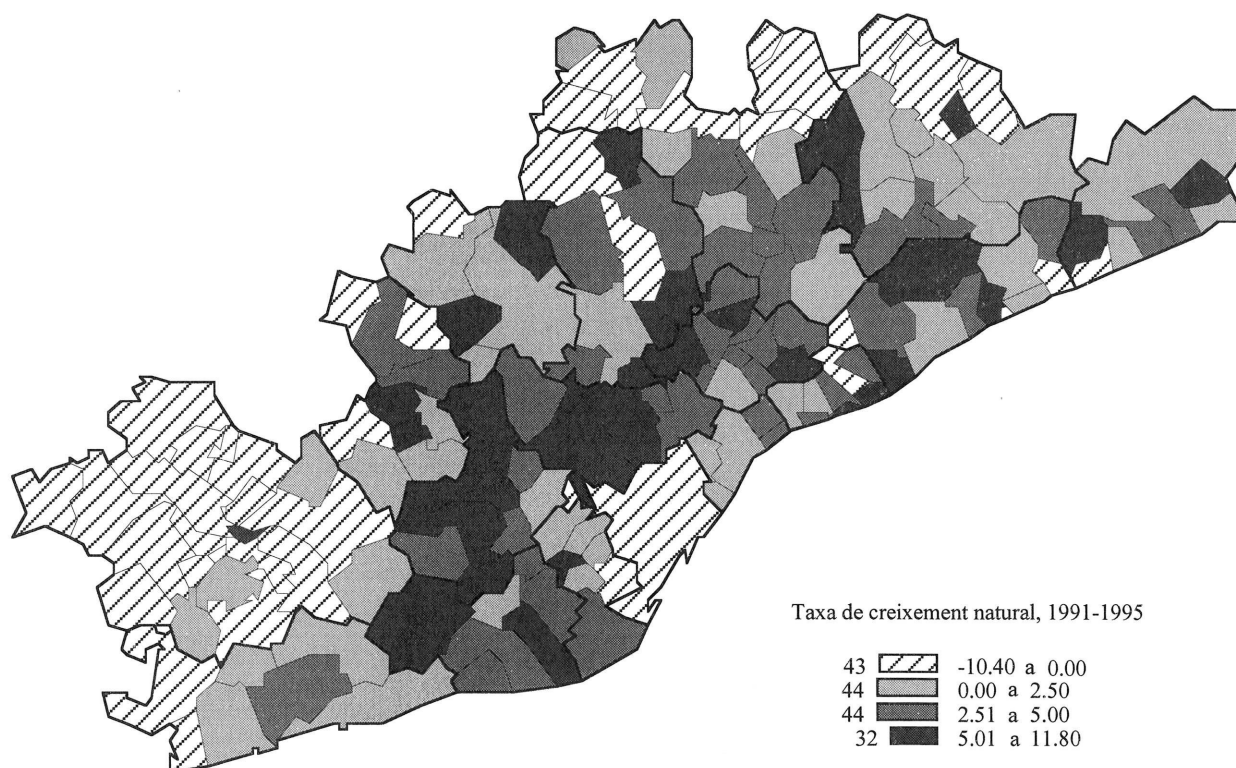 Taxa de creixement natural, 1991-1995
43 -10.40 a 0.00
44 0.00 a 2.50
44 2.51 a 5.00
32 5.01 a 11.80